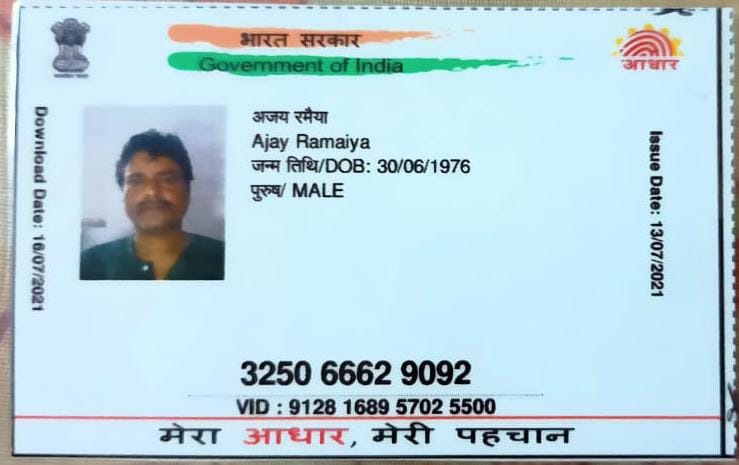 भारत सरकार
Government of India
आधार
Download Date: 16/07/2021
अजय रमैया
Ajay Ramaiya
जन्म तिथि/DOB: 30/06/1976
पुरुष/ MALE
Issue Date: 13/07/2021
3250 6662 9092
VID : 9128 1689 5702 5500
मेरा आधार, मेरी पहचान